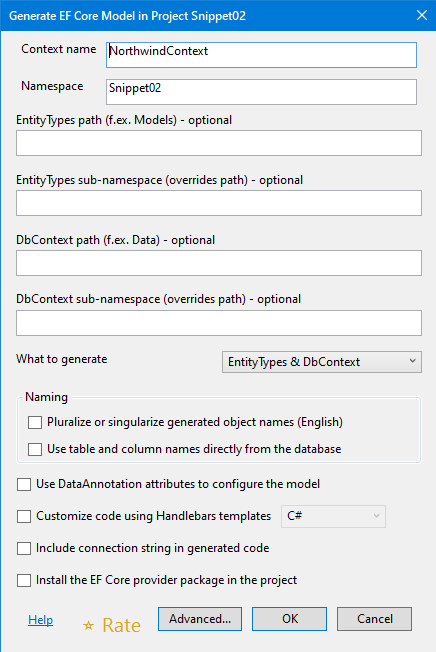 Generate EF Core Model in Project Snippet02
Context name
NorthwindContext
Namespace
Snippet02
EntityTypes path (f.ex. Models) - optional
EntityTypes sub-namespace (overrides path) - optional
DbContext path (f.ex. Data) - optional
DbContext sub-namespace (overrides path) - optional
What to generate
EntityTypes & DbContext
Naming
Pluralize or singularize generated object names (English)
Use table and column names directly from the database
Use DataAnnotation attributes to configure the model
Customize code using Handlebars templates
C#
Include connection string in generated code
Install the EF Core provider package in the project
Help
Rate
Advanced...
OK
Cancel